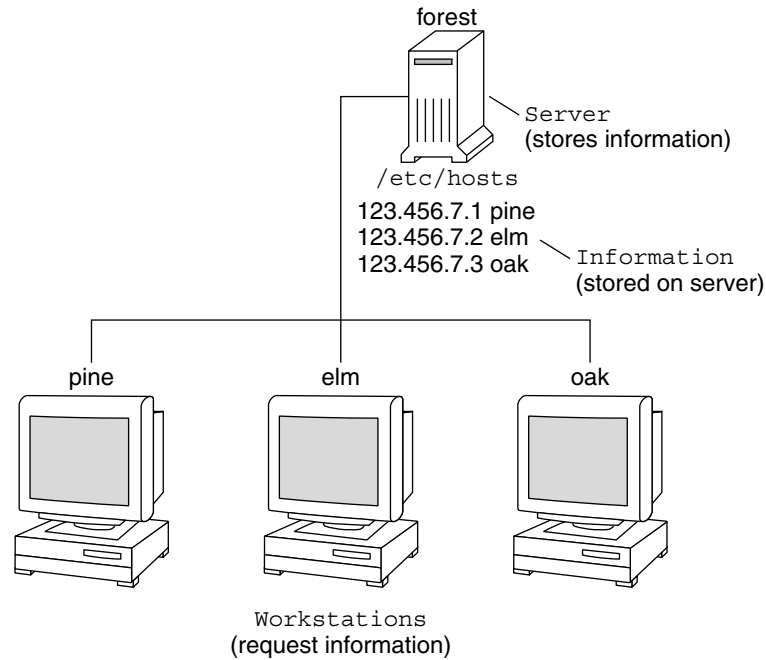 forest
Server
(stores information)
/etc/hosts
123.456.7.1 pine
123.456.7.2 elm
123.456.7.3 oak
Information
(stored on server)
pine
elm
oak
Workstations
(request information)